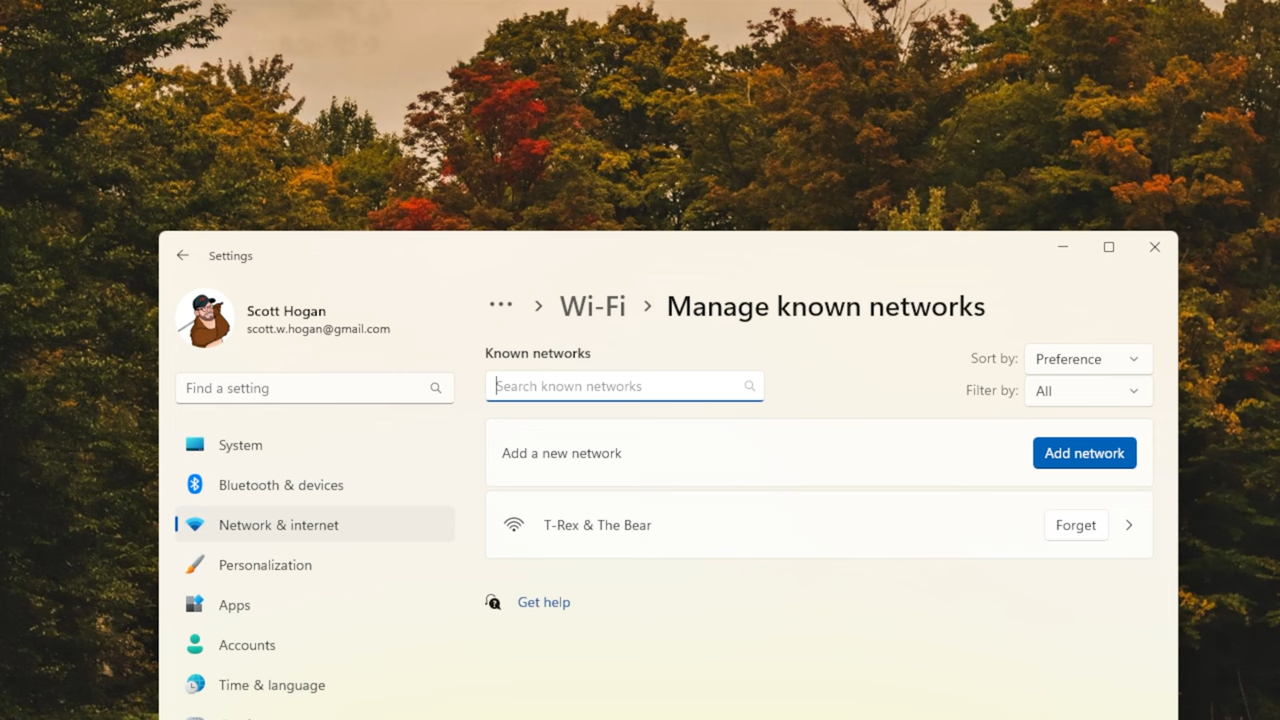 Settings
Scott Hogan
scott.w.hogan@gmail.com
Find a setting
System
Bluetooth & devices
Network & internet
Personalization
Apps
Accounts
Time & language
··· > Wi-Fi > Manage known networks
Known networks
Search known networks
Sort by: Preference
Filter by: All
Add a new network Add network
T-Rex & The Bear Forget
Get help